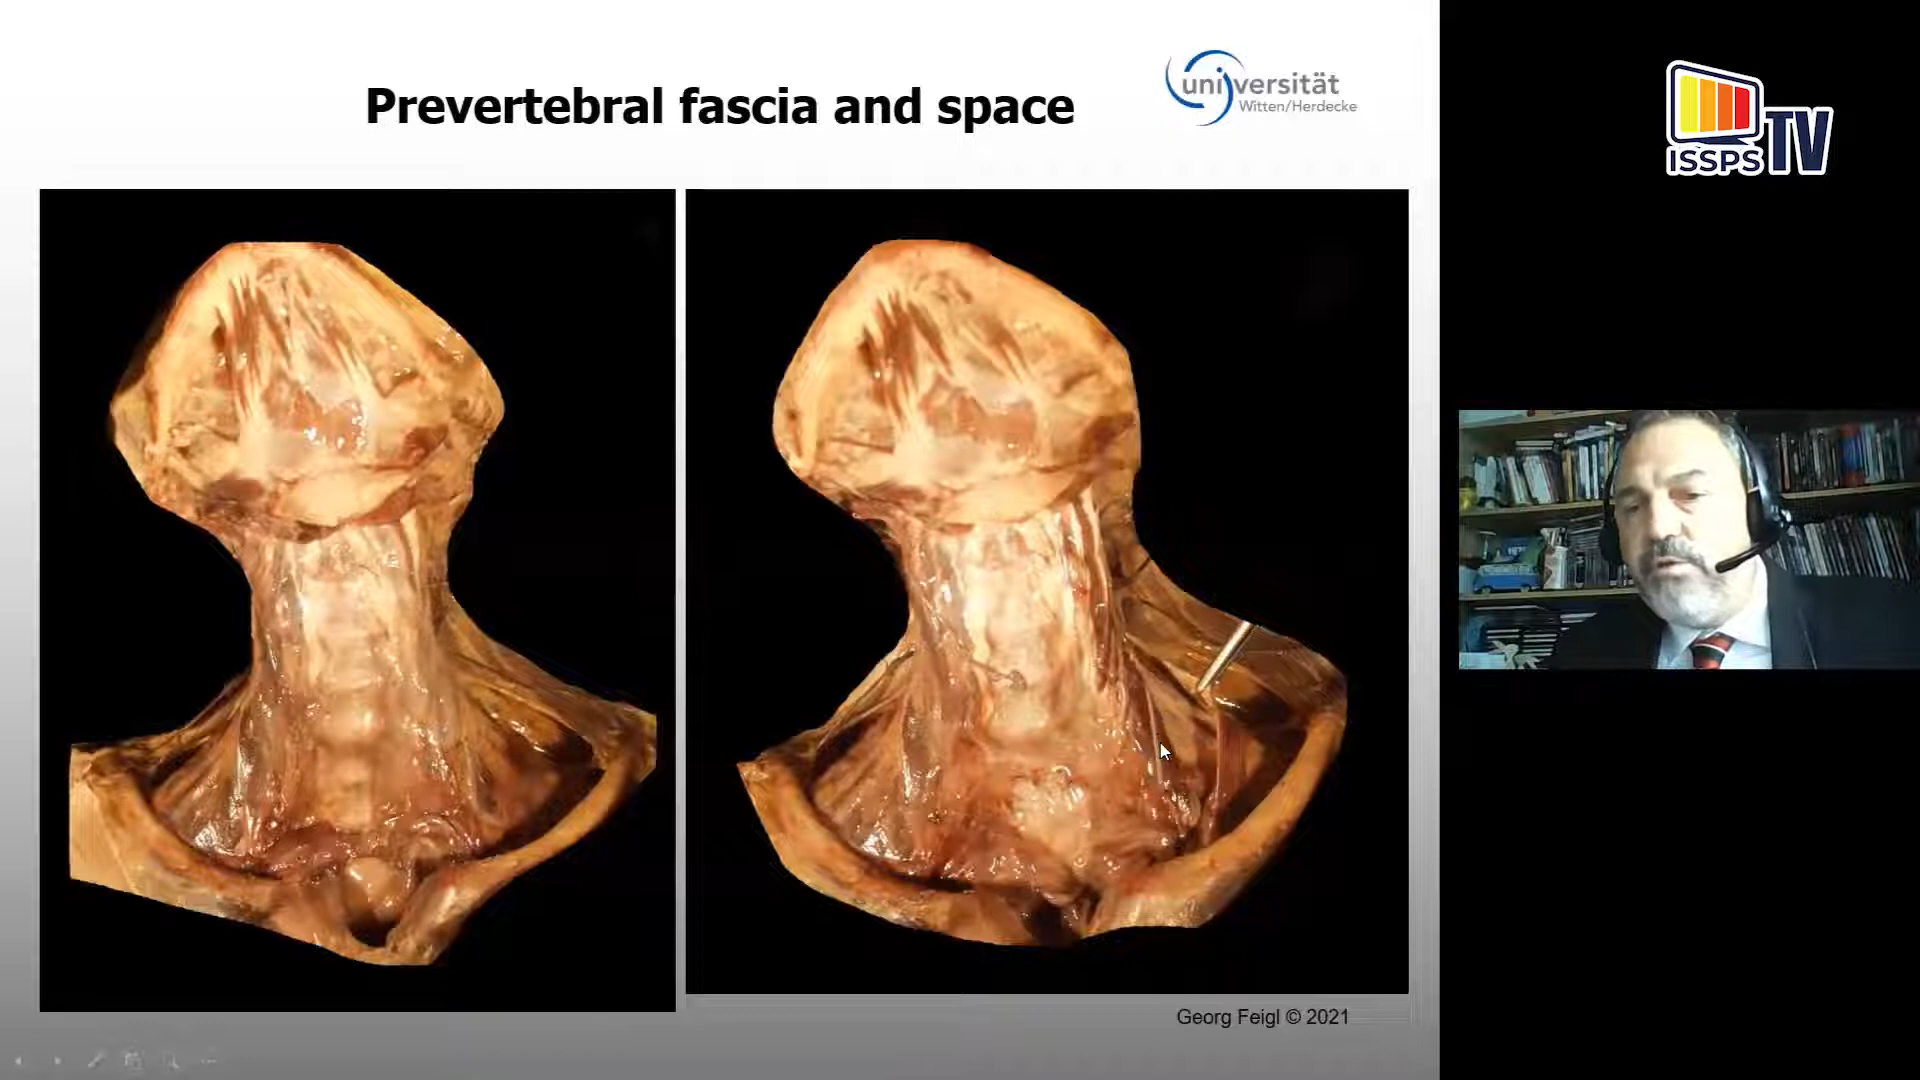 Prevertebral fascia and space
universität
Witten/Herdecke
ISSPS TV
Georg Feigl © 2021